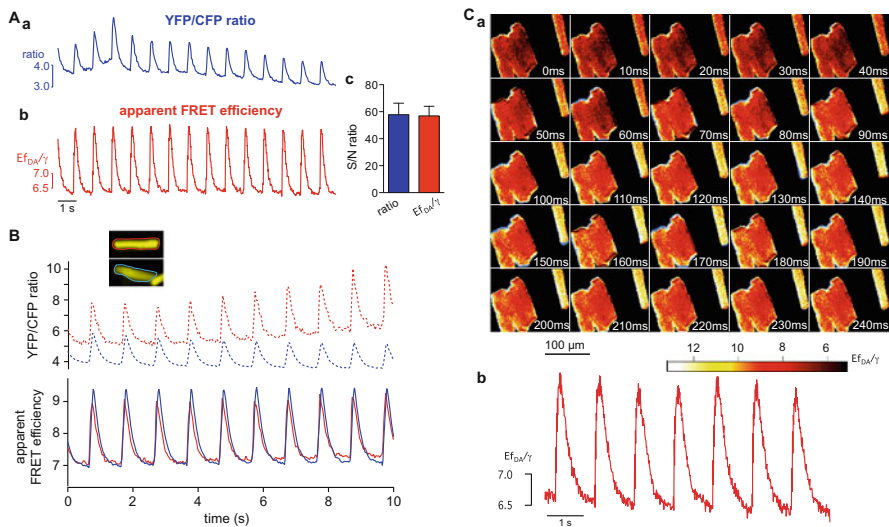 A
a
YFP/CFP ratio
ratio
4.0
3.0
b
apparent FRET efficiency
EfDA/γ
7.0
6.5
1 s
c
S/N ratio
80
60
40
20
0
ratio
EfDA/γ
B
YFP/CFP ratio
10
8
6
4
apparent
FRET efficiency
9
8
7
0
2
4
6
8
10
time (s)
C
a
0ms
10ms
20ms
30ms
40ms
50ms
60ms
70ms
80ms
90ms
100ms
110ms
120ms
130ms
140ms
150ms
160ms
170ms
180ms
190ms
200ms
210ms
220ms
230ms
240ms
100 µm
12
10
8
6
EfDA/γ
b
EfDA/γ
7.0
6.5
1 s